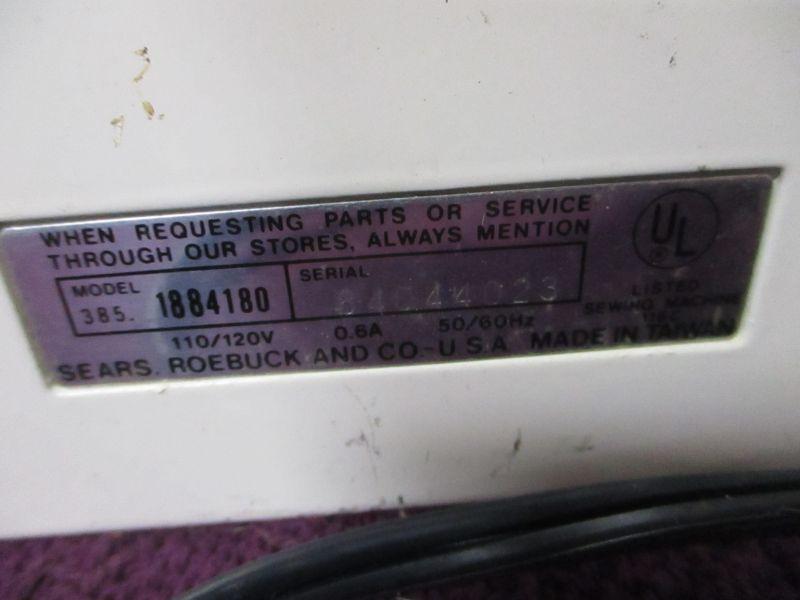 WHEN REQUESTING PARTS OR SERVICE
THROUGH OUR STORES, ALWAYS MENTION
MODEL
385. 1884180
SERIAL
110/120V 0.6A 50/60Hz
SEARS. ROEBUCK AND CO.-U.S.A. MADE IN TAIWAN
UL
®
LISTED
SEWING MACHINE